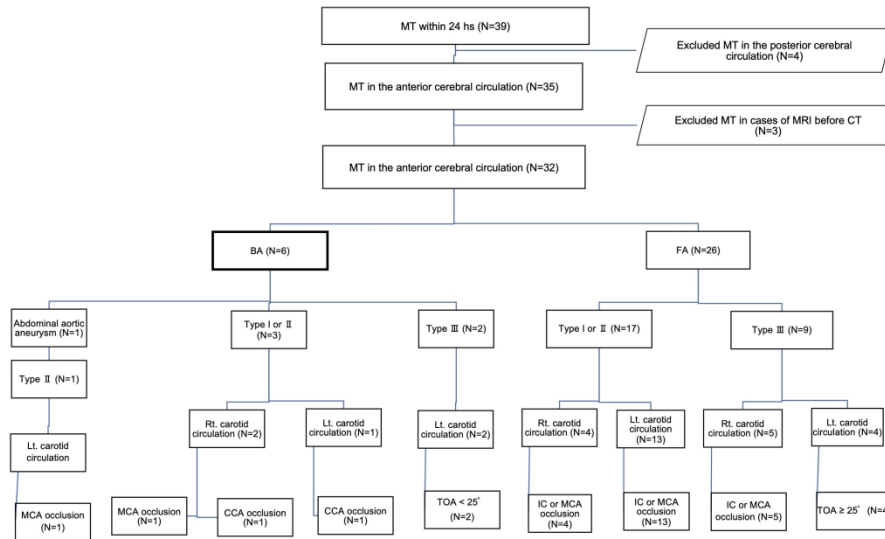 MT within 24 hs (N=39)
Excluded MT in the posterior cerebral
circulation (N=4)
MT in the anterior cerebral circulation (N=35)
Excluded MT in cases of MRI before CT
(N=3)
MT in the anterior cerebral circulation (N=32)
BA (N=6)
FA (N=26)
Abdominal aortic
aneurysm (N=1)
Type I or Ⅱ
(N=3)
Type Ⅲ (N=2)
Type I or Ⅱ (N=17)
Type Ⅲ (N=9)
Type Ⅱ (N=1)
Lt. carotid
circulation
Rt. carotid
circulation (N=2)
Lt. carotid
circulation (N=1)
Lt. carotid
circulation (N=2)
Rt. carotid
circulation (N=4)
Lt. carotid
circulation
(N=13)
Rt. carotid
circulation (N=5)
Lt. carotid
circulation (N=4)
MCA occlusion
(N=1)
MCA occlusion
(N=1)
CCA occlusion
(N=1)
CCA occlusion
(N=1)
TOA < 25°
(N=2)
IC or MCA
occlusion
(N=4)
IC or MCA
occlusion
(N=13)
IC or MCA
occlusion (N=5)
TOA ≥ 25° (N=4